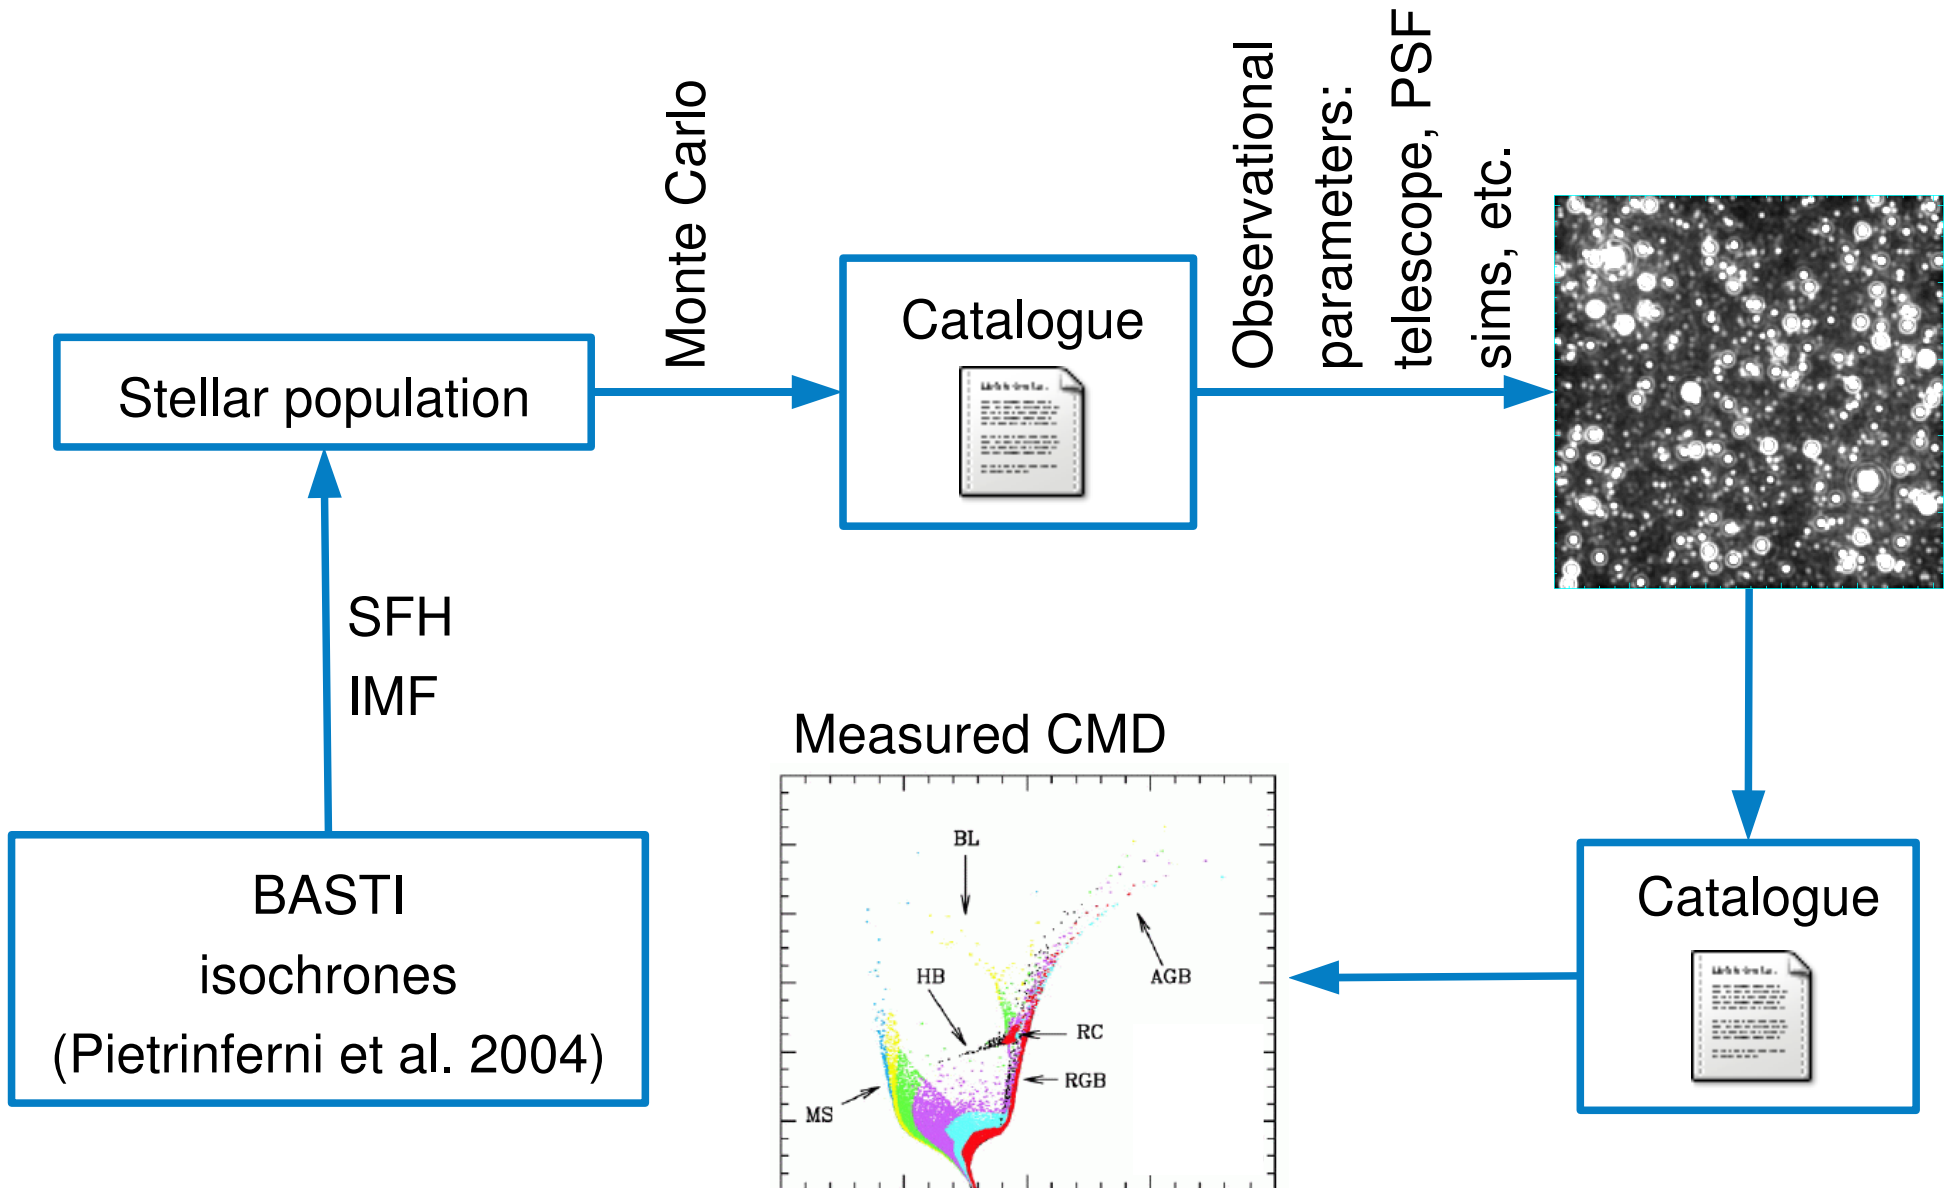 Monte Carlo
Observational
parameters:
telescope, PSF
sims, etc.
Stellar population
Catalogue
SFH
IMF
BASTI
isochrones
(Pietrinferni et al. 2004)
Measured CMD
BL
HB
AGB
RC
RGB
MS
Catalogue